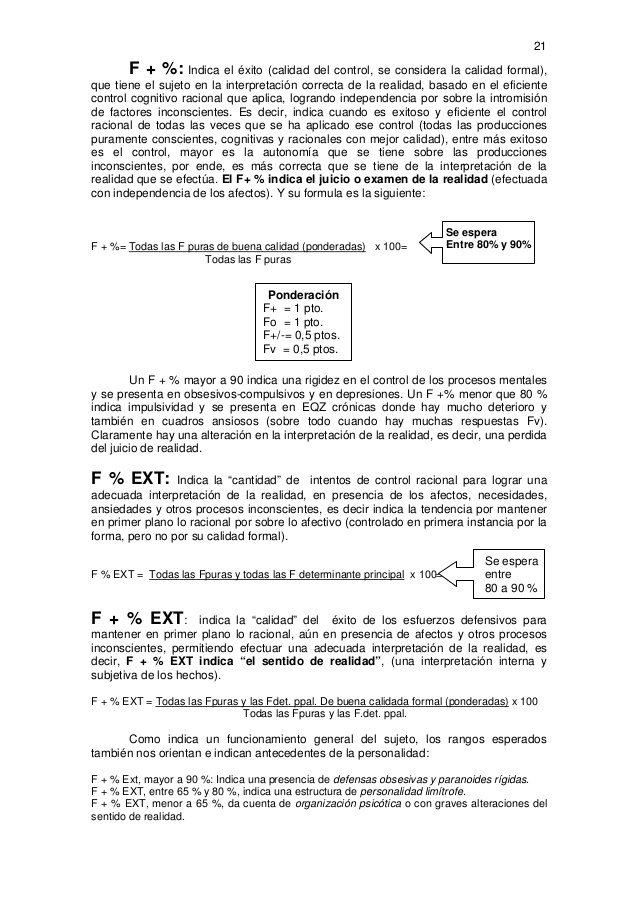 21
F + %: Indica el éxito (calidad del control, se considera la calidad formal),
que tiene el sujeto en la interpretación correcta de la realidad, basado en el eficiente
control cognitivo racional que aplica, logrando independencia por sobre la intromisión
de factores inconscientes. Es decir, indica cuando es exitoso y eficiente el control
racional de todas las veces que se ha aplicado ese control (todas las producciones
puramente conscientes, cognitivas y racionales con mejor calidad), entre más exitoso
es el control, mayor es la autonomía que se tiene sobre las producciones
inconscientes, por ende, es más correcta que se tiene de la interpretación de la
realidad que se efectúa. El F+ % indica el juicio o examen de la realidad (efectuada
con independencia de los afectos). Y su formula es la siguiente:
Se espera
Entre 80% y 90%
F + %= Todas las F puras de buena calidad (ponderadas) x 100=
Todas las F puras
Ponderación
F+ = 1 pto.
Fo = 1 pto.
F+/-= 0,5 ptos.
Fv = 0,5 ptos.
Un F + % mayor a 90 indica una rigidez en el control de los procesos mentales
y se presenta en obsesivos-compulsivos y en depresiones. Un F +% menor que 80 %
indica impulsividad y se presenta en EQZ crónicas donde hay mucho deterioro y
también en cuadros ansiosos (sobre todo cuando hay muchas respuestas Fv).
Claramente hay una alteración en la interpretación de la realidad, es decir, una perdida
del juicio de realidad.
F % EXT: Indica la “cantidad” de intentos de control racional para lograr una
adecuada interpretación de la realidad, en presencia de los afectos, necesidades,
ansiedades y otros procesos inconscientes, es decir indica la tendencia por mantener
en primer plano lo racional por sobre lo afectivo (controlado en primera instancia por la
forma, pero no por su calidad formal).
Se espera
entre
80 a 90 %
F % EXT = Todas las Fpuras y todas las F determinante principal x 100=
F + % EXT: indica la “calidad” del éxito de los esfuerzos defensivos para
mantener en primer plano lo racional, aún en presencia de afectos y otros procesos
inconscientes, permitiendo efectuar una adecuada interpretación de la realidad, es
decir, F + % EXT indica “el sentido de realidad”, (una interpretación interna y
subjetiva de los hechos).
F + % EXT = Todas las Fpuras y las Fdet. ppal. De buena calidada formal (ponderadas) x 100
Todas las Fpuras y las F.det. ppal.
Como indica un funcionamiento general del sujeto, los rangos esperados
también nos orientan e indican antecedentes de la personalidad:
F + % Ext, mayor a 90 %: Indica una presencia de defensas obsesivas y paranoides rígidas.
F + % EXT, entre 65 % y 80 %, indica una estructura de personalidad limítrofe.
F + % EXT, menor a 65 %, da cuenta de organización psicótica o con graves alteraciones del
sentido de realidad.